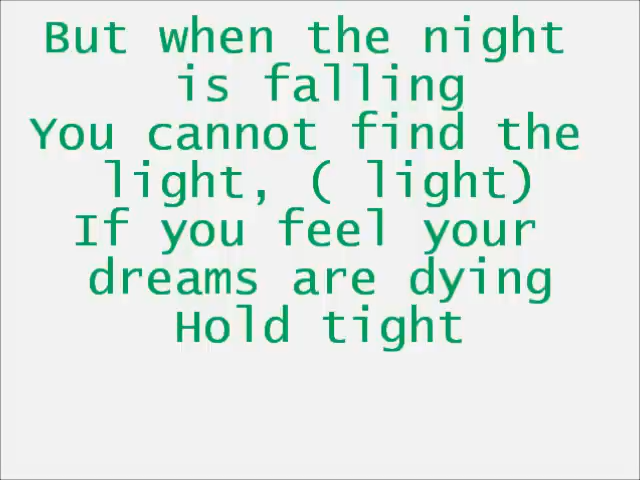 But when the night
is falling
You cannot find the
light, ( light)
If you feel your
dreams are dying
Hold tight